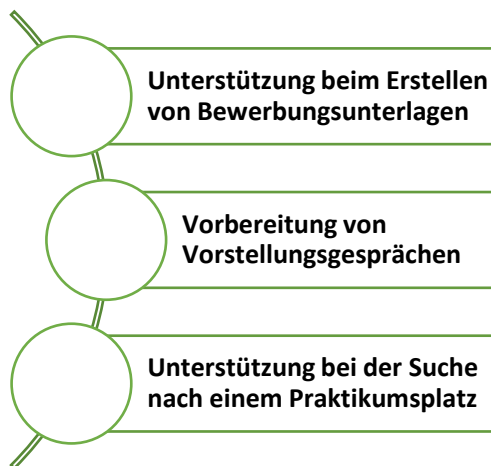 Unterstützung beim Erstellen
von Bewerbungsunterlagen
Vorbereitung von
Vorstellungsgesprächen
Unterstützung bei der Suche
nach einem Praktikumsplatz